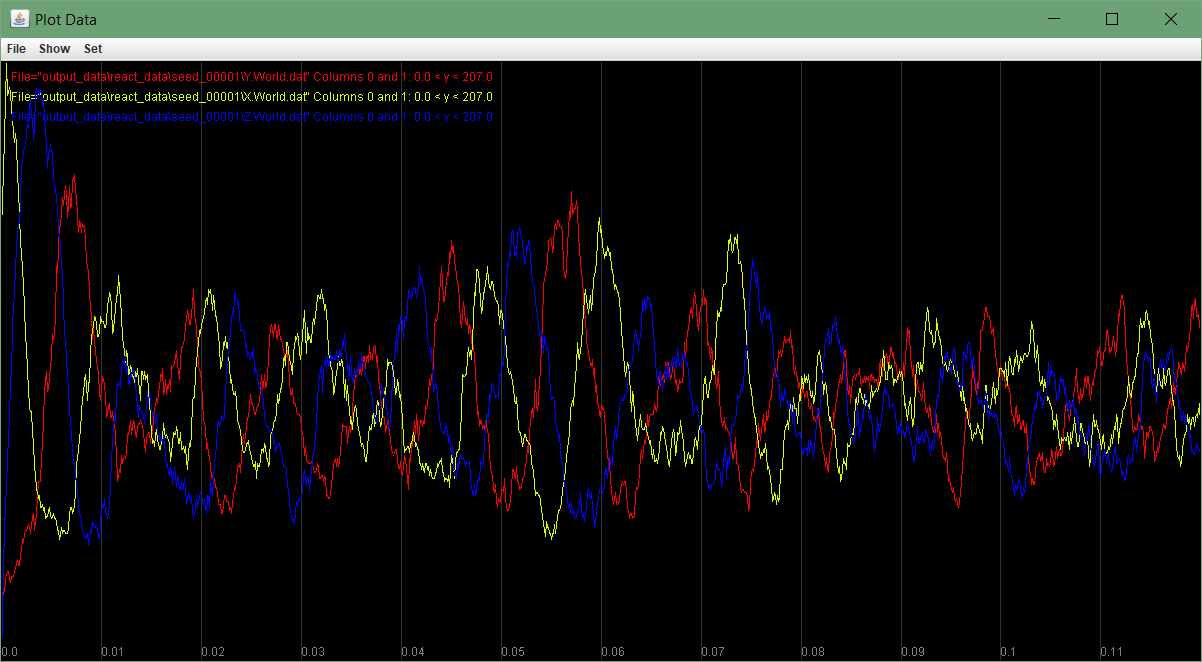 Plot Data
File Show Set
File="output_data\react_data\seed_00001\Y.World.dat" Columns 0 and 1: 0.0 < y < 207.0
File="output_data\react_data\seed_00001\X.World.dat" Columns 0 and 1: 0.0 < y < 207.0
File="output_data\react_data\seed_00001\Z.World.dat" Columns 0 and 1: 0.0 < y < 207.0
0.0 0.01 0.02 0.03 0.04 0.05 0.06 0.07 0.08 0.09 0.1 0.11